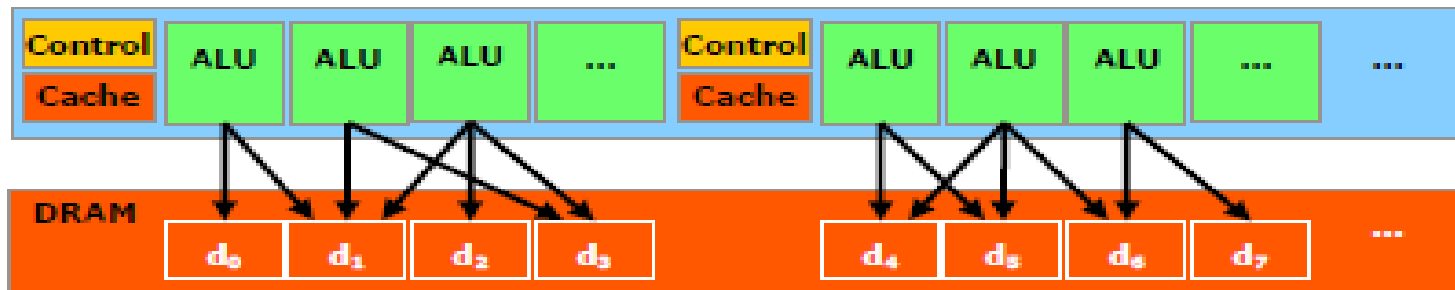 Control ALU ALU ALU ... Control ALU ALU ALU ... ...
Cache Cache
DRAM ...
d₀ d₁ d₂ d₃ d₄ d₅ d₆ d₇